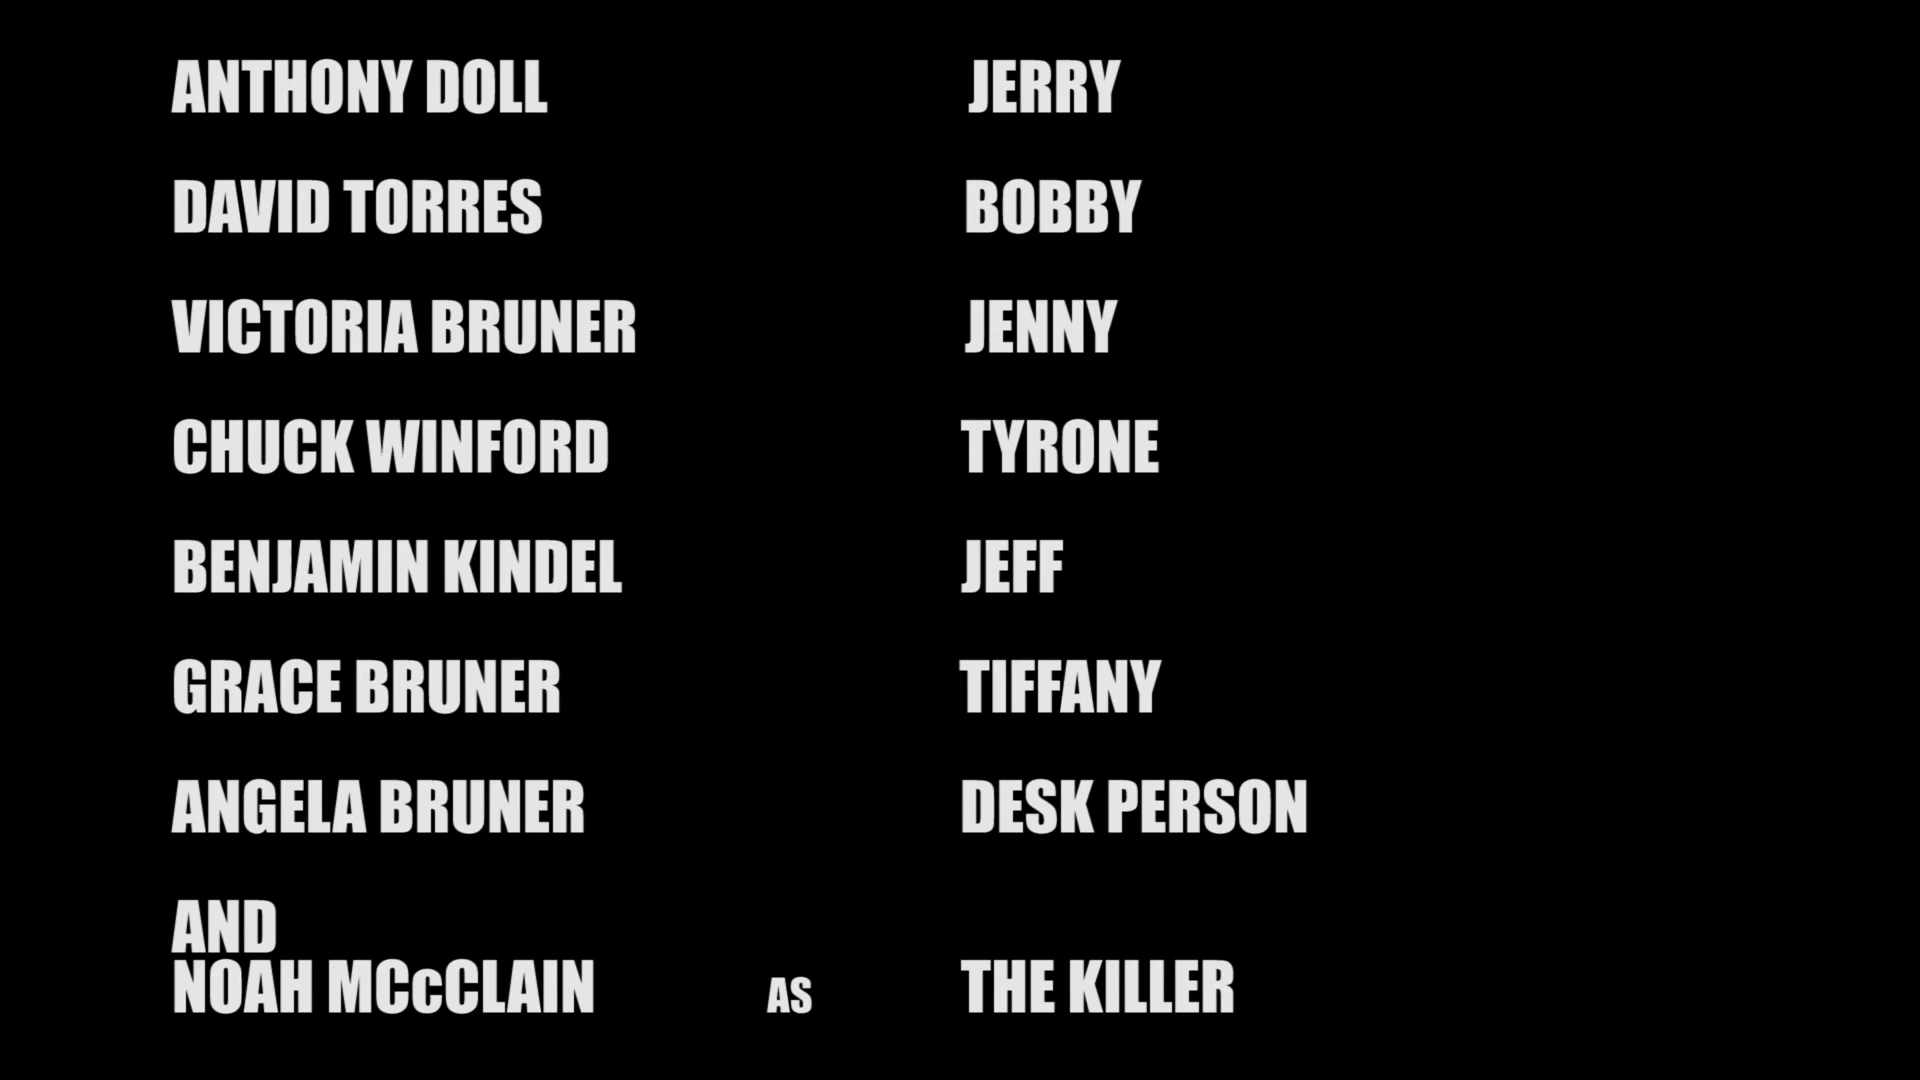 ANTHONY DOLL JERRY
DAVID TORRES BOBBY
VICTORIA BRUNER JENNY
CHUCK WINFORD TYRONE
BENJAMIN KINDEL JEFF
GRACE BRUNER TIFFANY
ANGELA BRUNER DESK PERSON
AND
NOAH MCcCLAIN AS THE KILLER